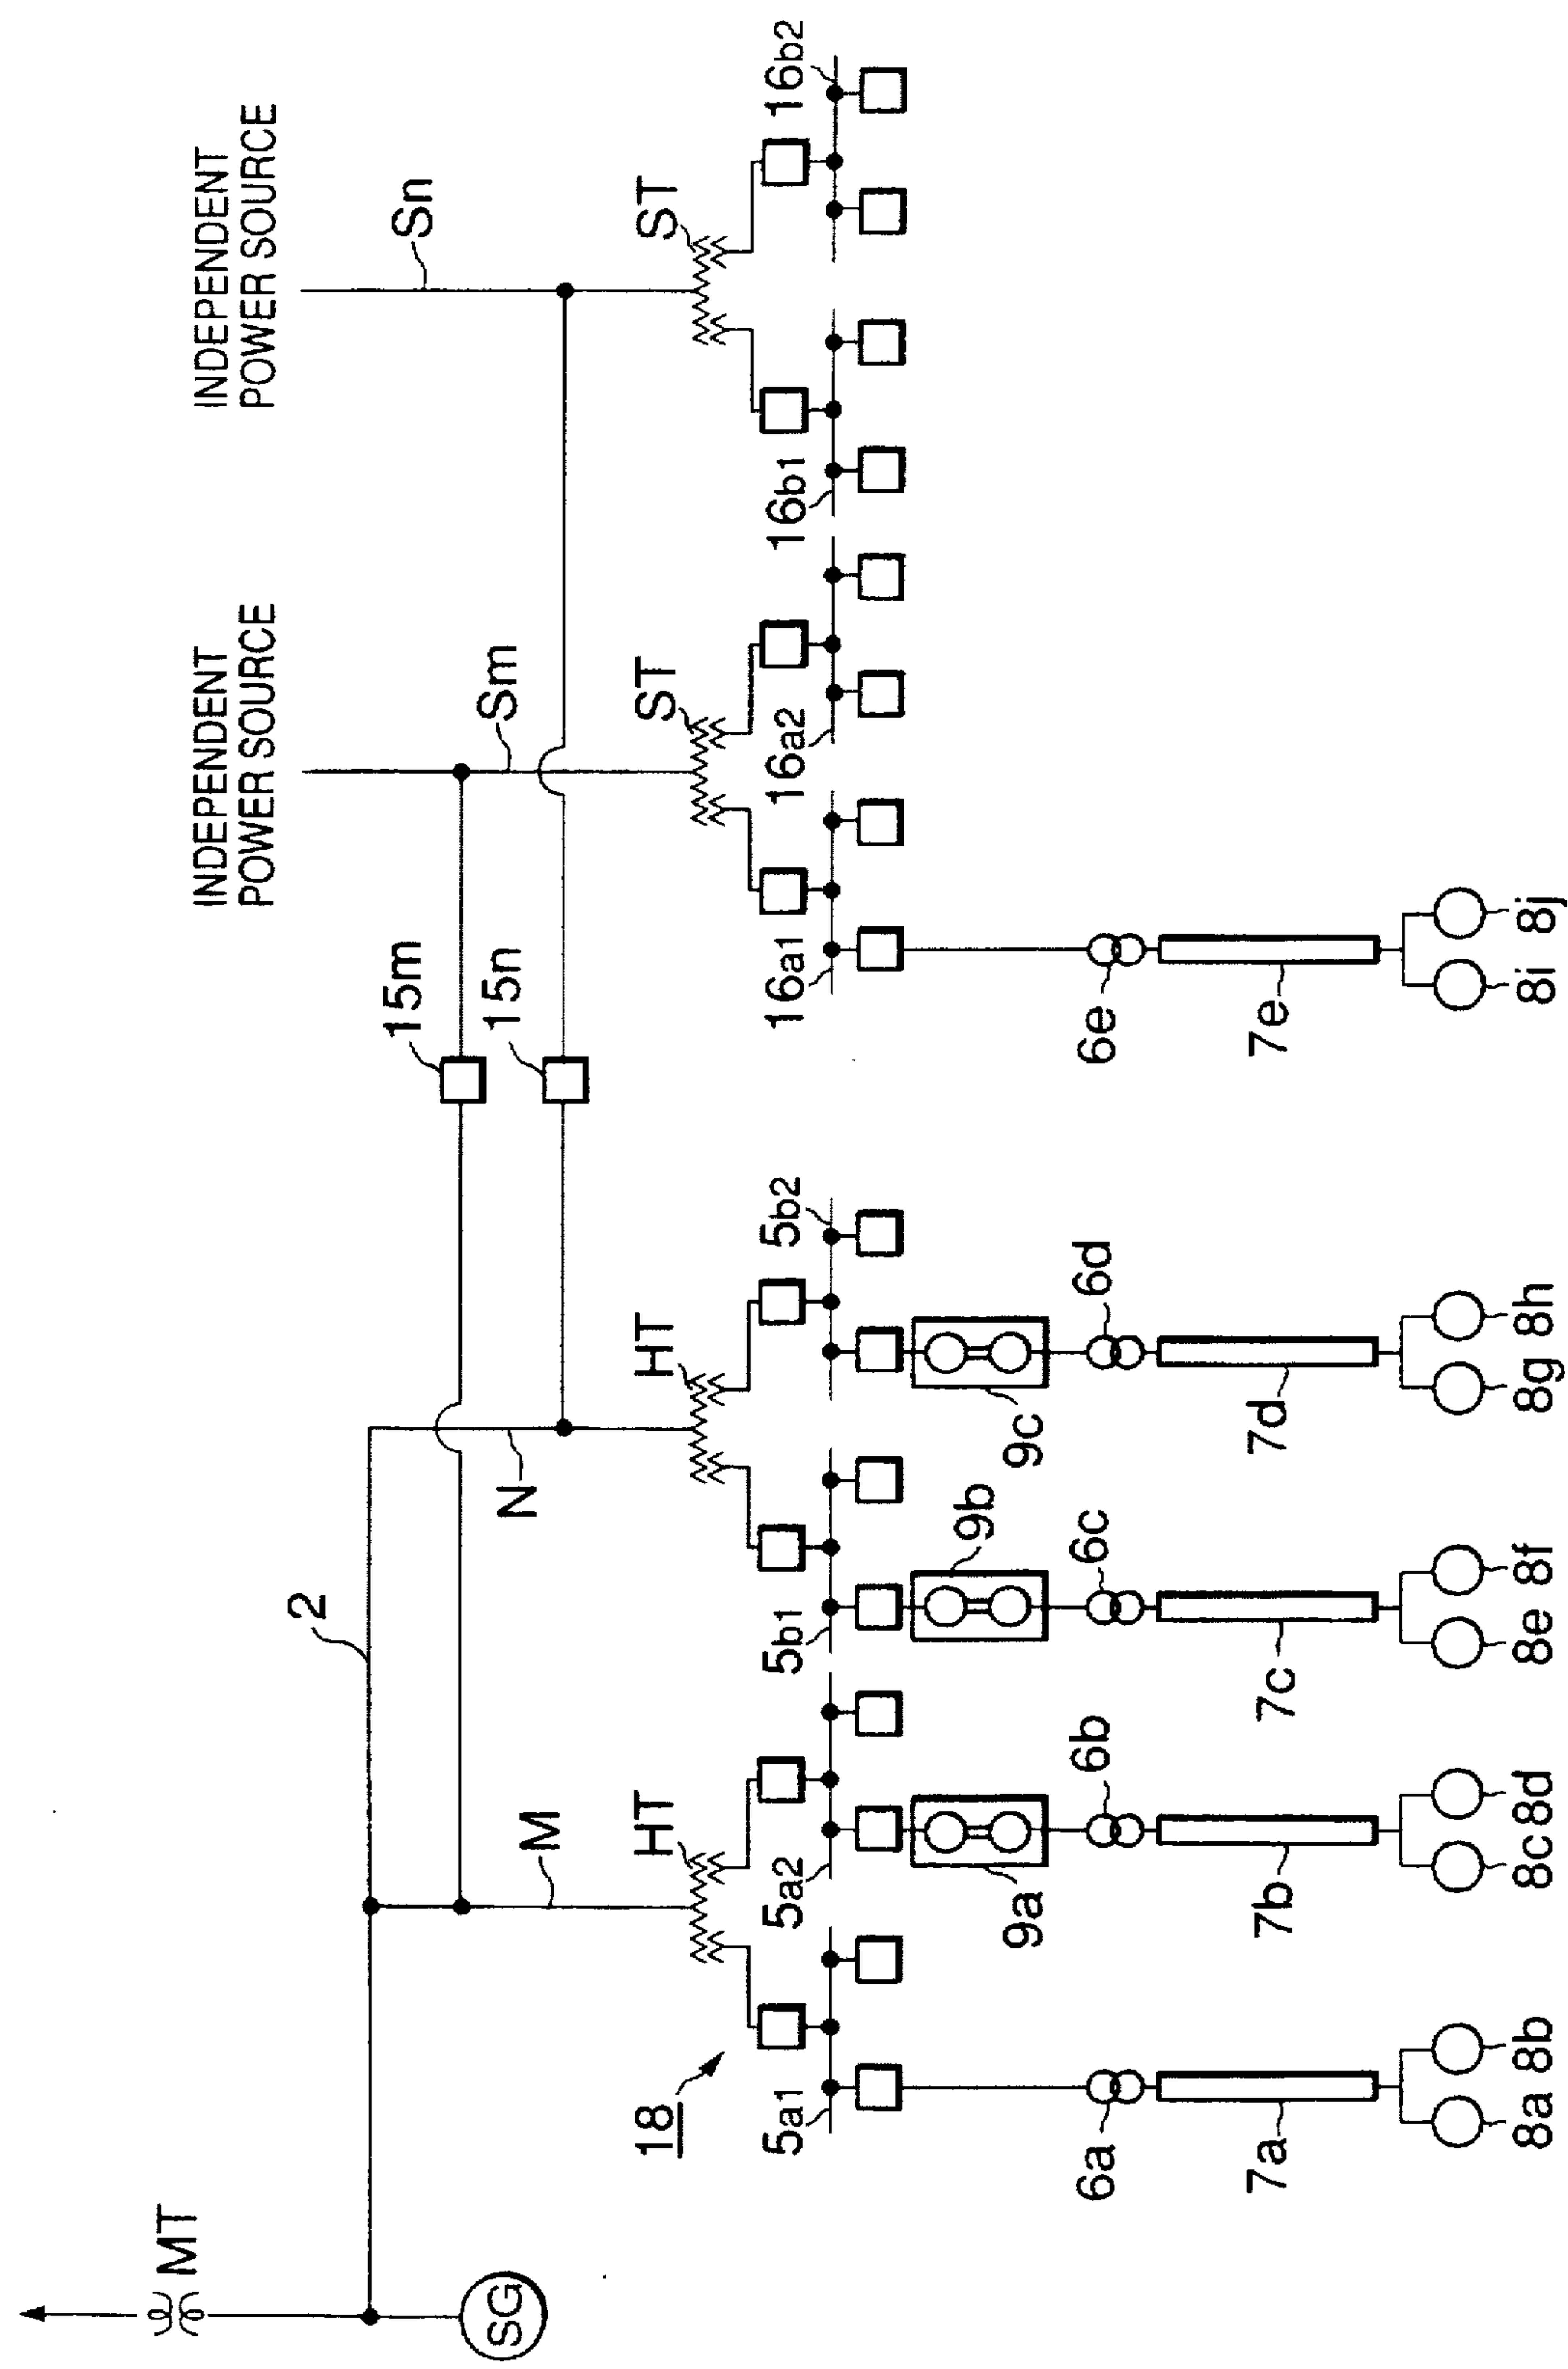 INDEPENDENT
POWER SOURCE
INDEPENDENT
POWER SOURCE
MT
SG
2
M
N
15m
15n
Sm
Sn
HT
HT
ST
ST
18
5a1
5a2
5b1
5b2
16a1
16a2
16b1
16b2
9a
9b
9c
6a
6b
6c
6d
6e
7a
7b
7c
7d
7e
8a
8b
8c
8d
8e
8f
8g
8h
8i
8j